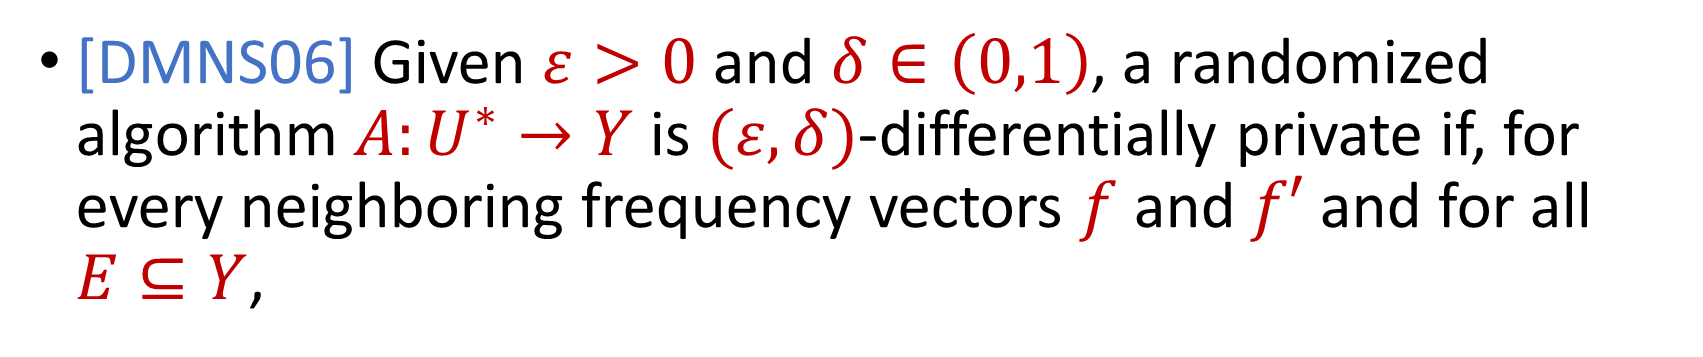 • [DMNS06] Given ε > 0 and δ ∈ (0,1), a randomized
algorithm A: U* → Y is (ε, δ)-differentially private if, for
every neighboring frequency vectors f and f′ and for all
E ⊆ Y,